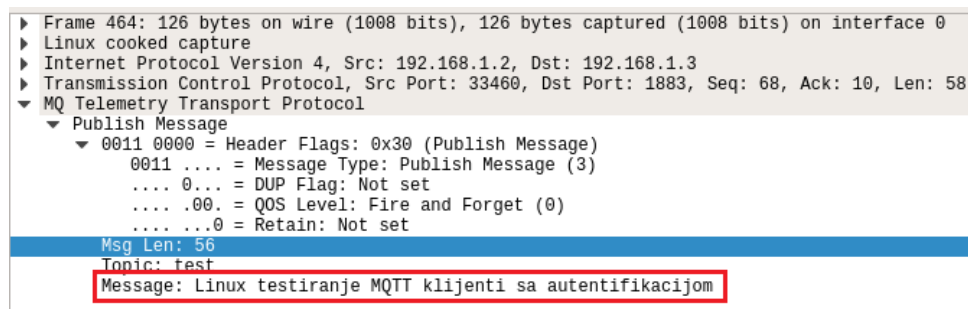 Frame 464: 126 bytes on wire (1008 bits), 126 bytes captured (1008 bits) on interface 0
Linux cooked capture
Internet Protocol Version 4, Src: 192.168.1.2, Dst: 192.168.1.3
Transmission Control Protocol, Src Port: 33460, Dst Port: 1883, Seq: 68, Ack: 10, Len: 58
MQ Telemetry Transport Protocol
Publish Message
0011 0000 = Header Flags: 0x30 (Publish Message)
0011 .... = Message Type: Publish Message (3)
.... 0... = DUP Flag: Not set
.... .00. = QOS Level: Fire and Forget (0)
.... ...0 = Retain: Not set
Msg Len: 56
Topic: test
Message: Linux testiranje MQTT klijenti sa autentifikacijom